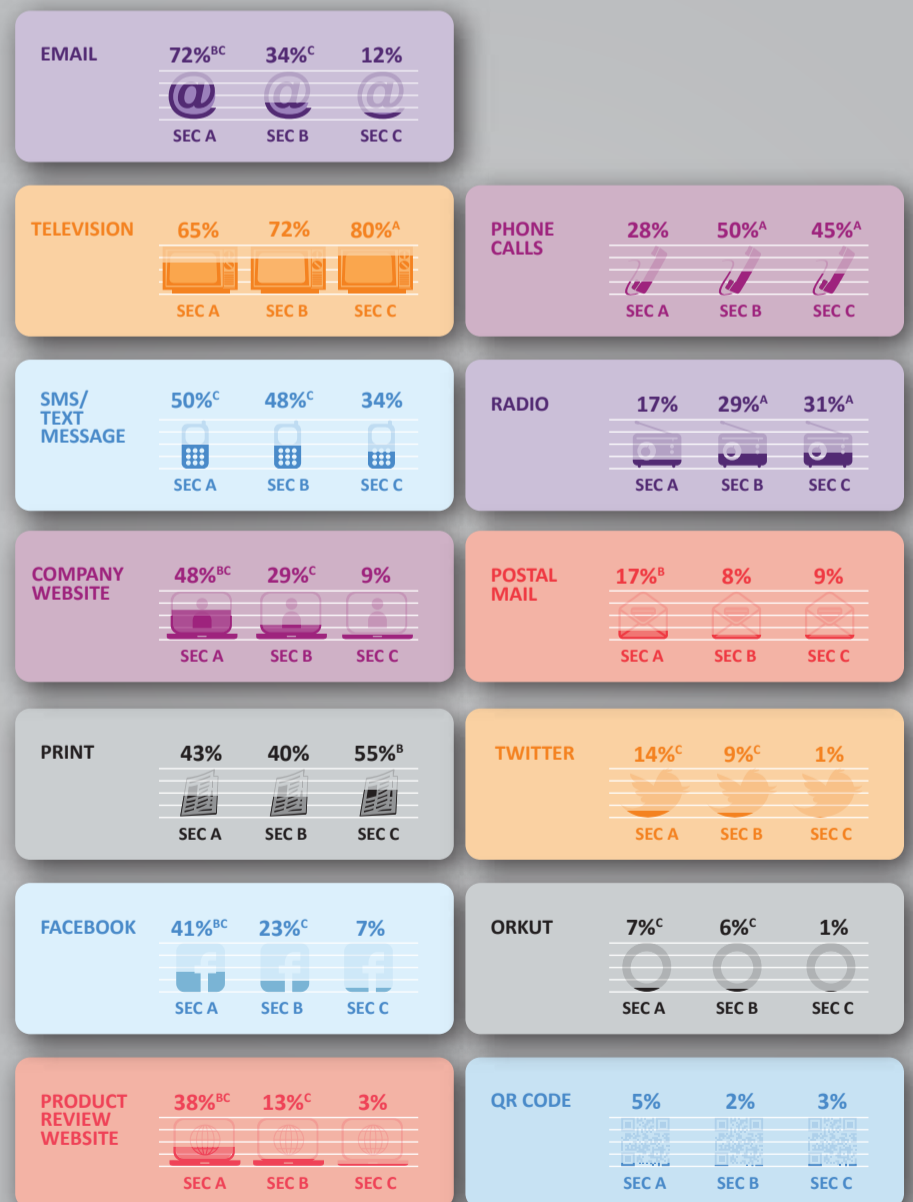 EMAIL
72%ᴮᶜ 34%ᶜ 12%
SEC A SEC B SEC C
TELEVISION
65% 72% 80%ᴬ
SEC A SEC B SEC C
PHONE
CALLS
28% 50%ᴬ 45%ᴬ
SEC A SEC B SEC C
SMS/
TEXT
MESSAGE
50%ᶜ 48%ᶜ 34%
SEC A SEC B SEC C
RADIO
17% 29%ᴬ 31%ᴬ
SEC A SEC B SEC C
COMPANY
WEBSITE
48%ᴮᶜ 29%ᶜ 9%
SEC A SEC B SEC C
POSTAL
MAIL
17%ᴮ 8% 9%
SEC A SEC B SEC C
PRINT
43% 40% 55%ᴮ
SEC A SEC B SEC C
TWITTER
14%ᶜ 9%ᶜ 1%
SEC A SEC B SEC C
FACEBOOK
41%ᴮᶜ 23%ᶜ 7%
SEC A SEC B SEC C
ORKUT
7%ᶜ 6%ᶜ 1%
SEC A SEC B SEC C
PRODUCT
REVIEW
WEBSITE
38%ᴮᶜ 13%ᶜ 3%
SEC A SEC B SEC C
QR CODE
5% 2% 3%
SEC A SEC B SEC C